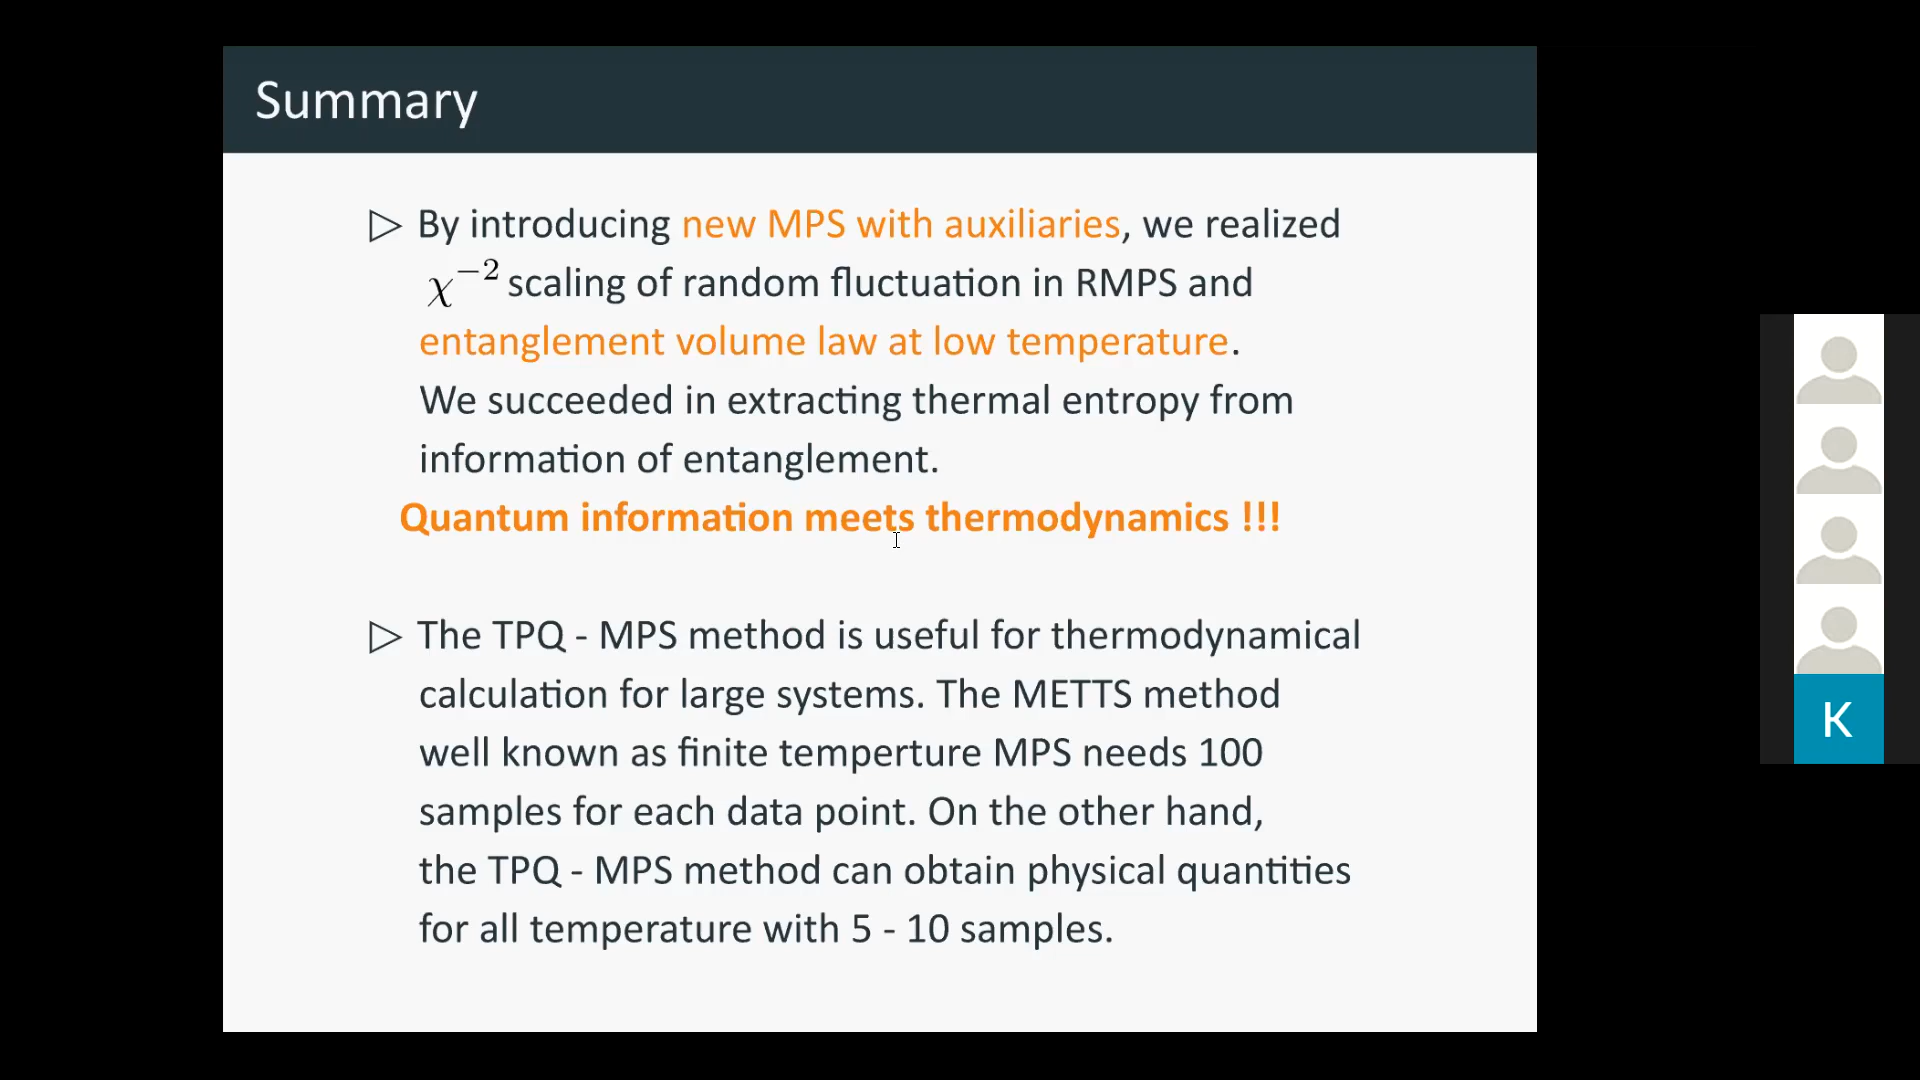 Summary
▷ By introducing new MPS with auxiliaries, we realized
χ⁻² scaling of random fluctuation in RMPS and
entanglement volume law at low temperature.
We succeeded in extracting thermal entropy from
information of entanglement.
Quantum information meets thermodynamics !!!
▷ The TPQ - MPS method is useful for thermodynamical
calculation for large systems. The METTS method
well known as finite temperture MPS needs 100
samples for each data point. On the other hand,
the TPQ - MPS method can obtain physical quantities
for all temperature with 5 - 10 samples.
K